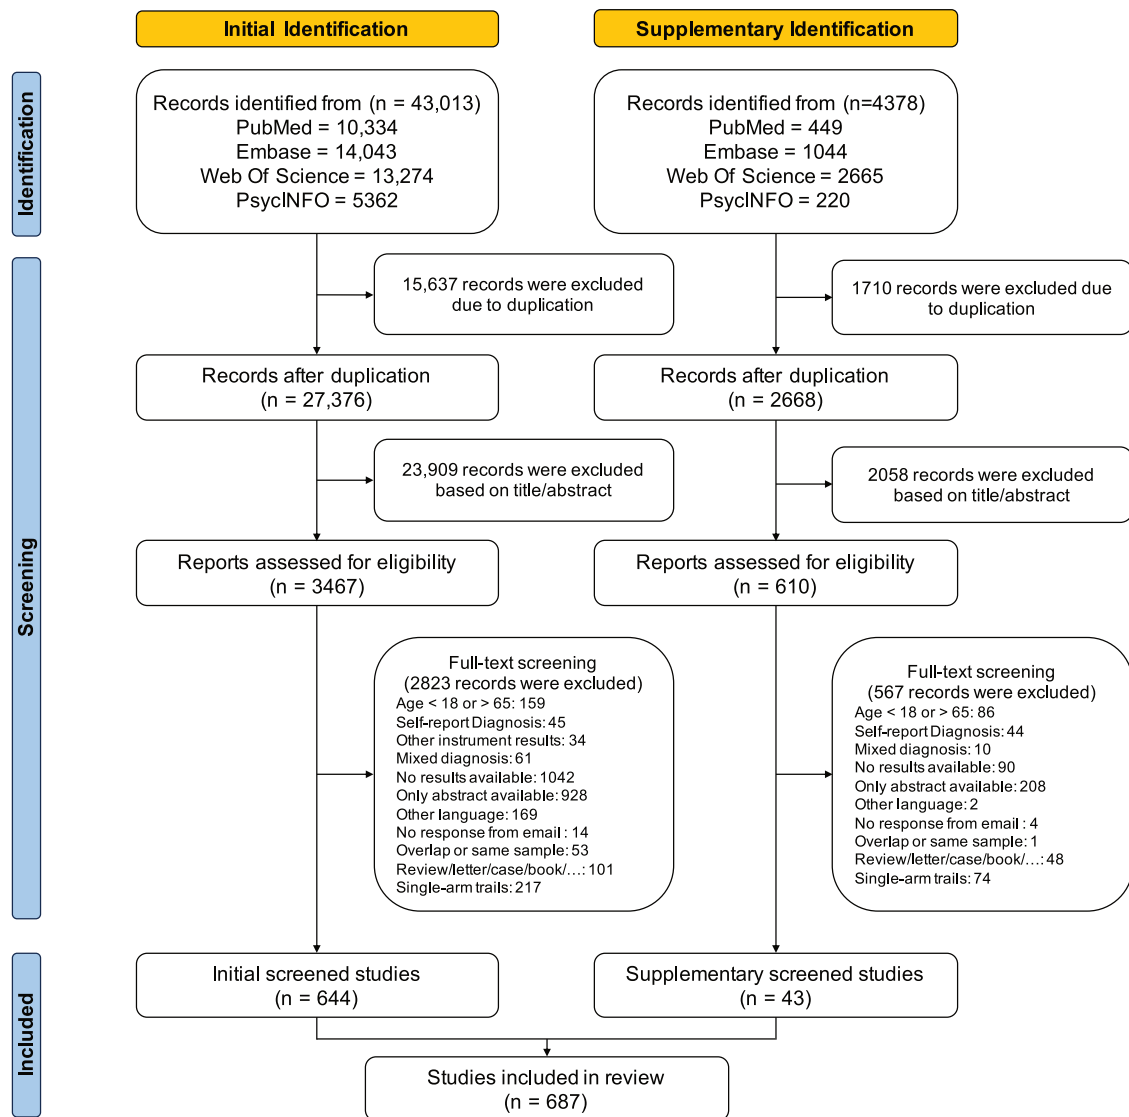 Initial Identification
Supplementary Identification
Identification
Records identified from (n = 43,013)
PubMed = 10,334
Embase = 14,043
Web Of Science = 13,274
PsycINFO = 5362
Records identified from (n=4378)
PubMed = 449
Embase = 1044
Web Of Science = 2665
PsycINFO = 220
Screening
15,637 records were excluded
due to duplication
1710 records were excluded due
to duplication
Records after duplication
(n = 27,376)
Records after duplication
(n = 2668)
23,909 records were excluded
based on title/abstract
2058 records were excluded
based on title/abstract
Reports assessed for eligibility
(n = 3467)
Reports assessed for eligibility
(n = 610)
Full-text screening
(2823 records were excluded)
Age < 18 or > 65: 159
Self-report Diagnosis: 45
Other instrument results: 34
Mixed diagnosis: 61
No results available: 1042
Only abstract available: 928
Other language: 169
No response from email : 14
Overlap or same sample: 53
Review/letter/case/book/…: 101
Single-arm trails: 217
Full-text screening
(567 records were excluded)
Age < 18 or > 65: 86
Self-report Diagnosis: 44
Mixed diagnosis: 10
No results available: 90
Only abstract available: 208
Other language: 2
No response from email : 4
Overlap or same sample: 1
Review/letter/case/book/…: 48
Single-arm trails: 74
Included
Initial screened studies
(n = 644)
Supplementary screened studies
(n = 43)
Studies included in review
(n = 687)